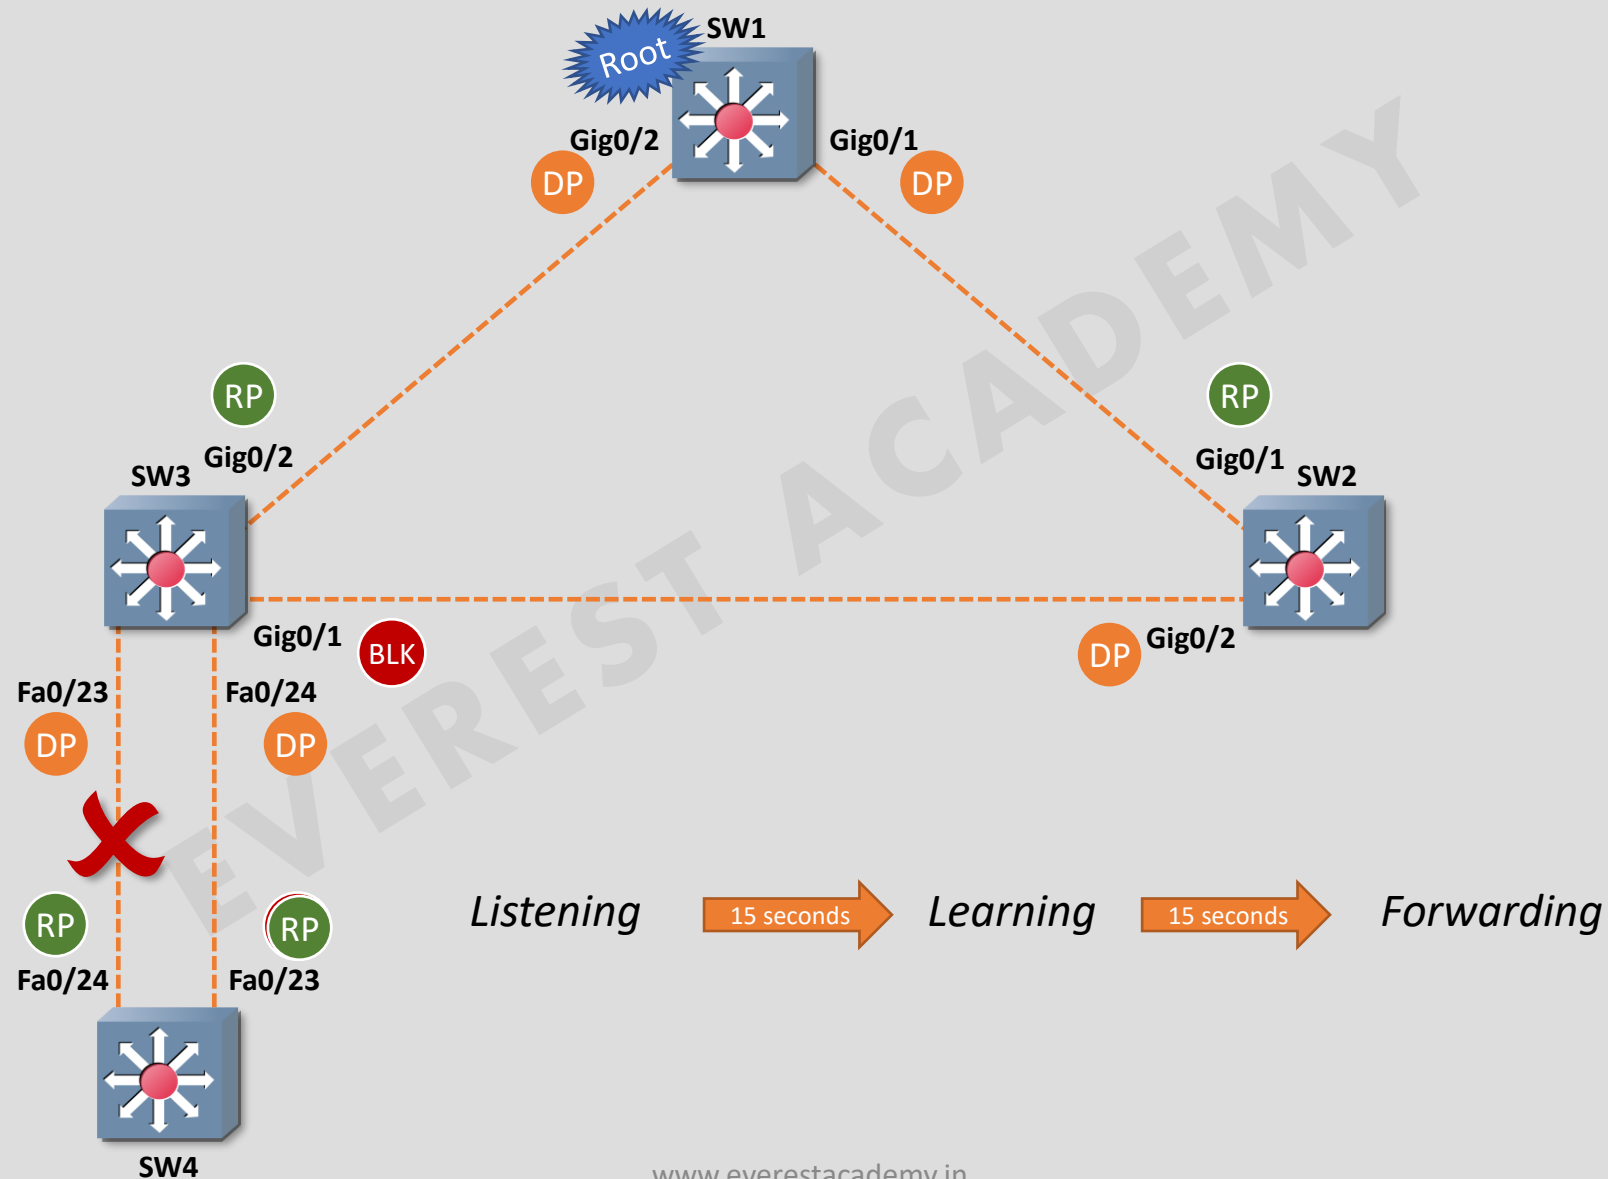 SW1
Root
Gig0/2
Gig0/1
DP
DP
EVEREST ACADEMY
RP
RP
Gig0/2
Gig0/1
SW3
SW2
Gig0/1
BLK
DP
Gig0/2
Fa0/23
Fa0/24
DP
DP
RP
RP
Listening
15 seconds
Learning
15 seconds
Forwarding
Fa0/24
Fa0/23
SW4
www.everestacademy.in